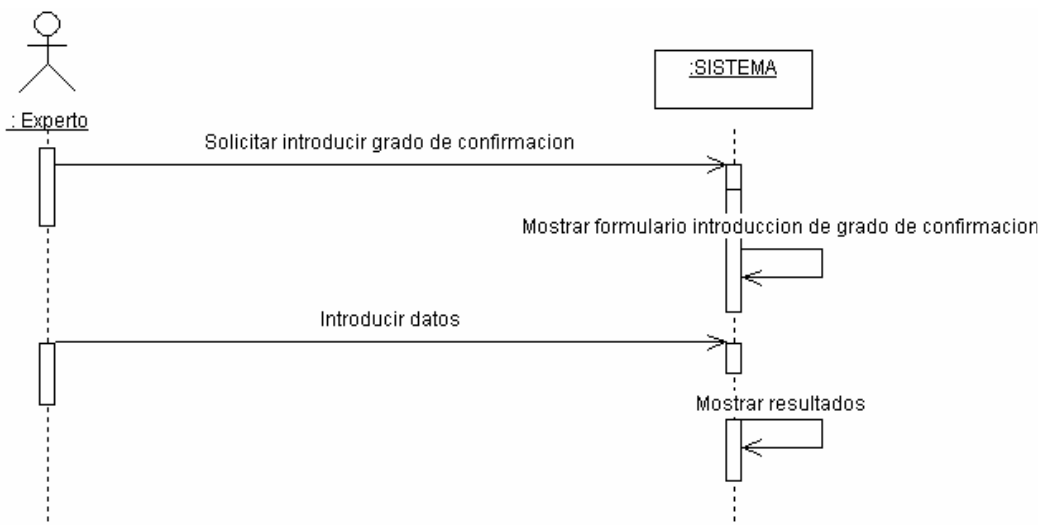 :SISTEMA
: Experto
Solicitar introducir grado de confirmacion
Mostrar formulario introduccion de grado de confirmacion
Introducir datos
Mostrar resultados